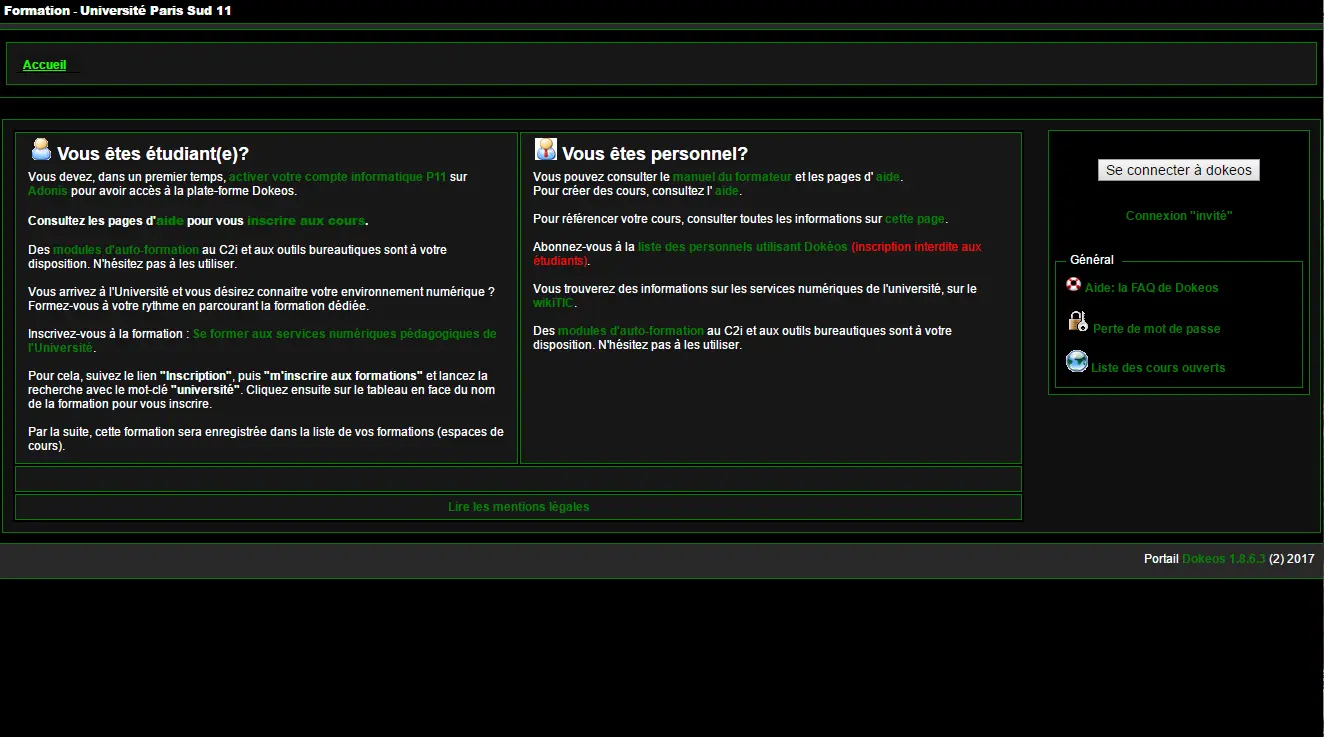 Formation - Université Paris Sud 11
Accueil
Vous êtes étudiant(e)?
Vous devez, dans un premier temps, activer votre compte informatique P11 sur
Adonis pour avoir accès à la plate-forme Dokeos.
Consultez les pages d'aide pour vous inscrire aux cours.
Des modules d'auto-formation au C2i et aux outils bureautiques sont à votre
disposition. N'hésitez pas à les utiliser.
Vous arrivez à l'Université et vous désirez connaitre votre environnement numérique ?
Formez-vous à votre rythme en parcourant la formation dédiée.
Inscrivez-vous à la formation : Se former aux services numériques pédagogiques de
l'Université.
Pour cela, suivez le lien "Inscription", puis "m'inscrire aux formations" et lancez la
recherche avec le mot-clé "université". Cliquez ensuite sur le tableau en face du nom
de la formation pour vous inscrire.
Par la suite, cette formation sera enregistrée dans la liste de vos formations (espaces de
cours).
Vous êtes personnel?
Vous pouvez consulter le manuel du formateur et les pages d' aide.
Pour créer des cours, consultez l' aide.
Pour référencer votre cours, consulter toutes les informations sur cette page.
Abonnez-vous à la liste des personnels utilisant Dokéos (inscription interdite aux
étudiants).
Vous trouverez des informations sur les services numériques de l'université, sur le
wikiTIC.
Des modules d'auto-formation au C2i et aux outils bureautiques sont à votre
disposition. N'hésitez pas à les utiliser.
Lire les mentions légales
Se connecter à dokeos
Connexion "invité"
Général
Aide: la FAQ de Dokeos
Perte de mot de passe
Liste des cours ouverts
Portail Dokeos 1.8.6.3 (2) 2017